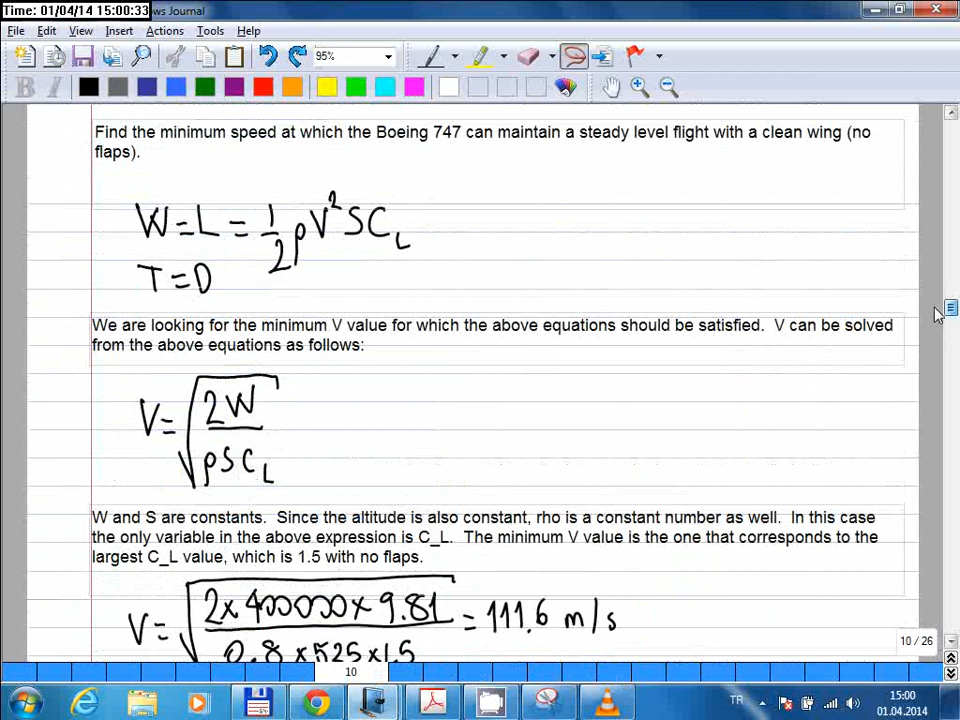 Time: 01/04/14 15:00:33 ows Journal
File Edit View Insert Actions Tools Help
95%
B I
Find the minimum speed at which the Boeing 747 can maintain a steady level flight with a clean wing (no
flaps).
W = L = 1/2 ρV²SC_L
T = D
We are looking for the minimum V value for which the above equations should be satisfied. V can be solved
from the above equations as follows:
V = √(2W / ρSC_L)
W and S are constants. Since the altitude is also constant, rho is a constant number as well. In this case
the only variable in the above expression is C_L. The minimum V value is the one that corresponds to the
largest C_L value, which is 1.5 with no flaps.
V = √(2 x 400000 x 9.81 / 0.8 x 525 x 1.5) = 111.6 m/s
10 / 26
10
TR
15:00
01.04.2014